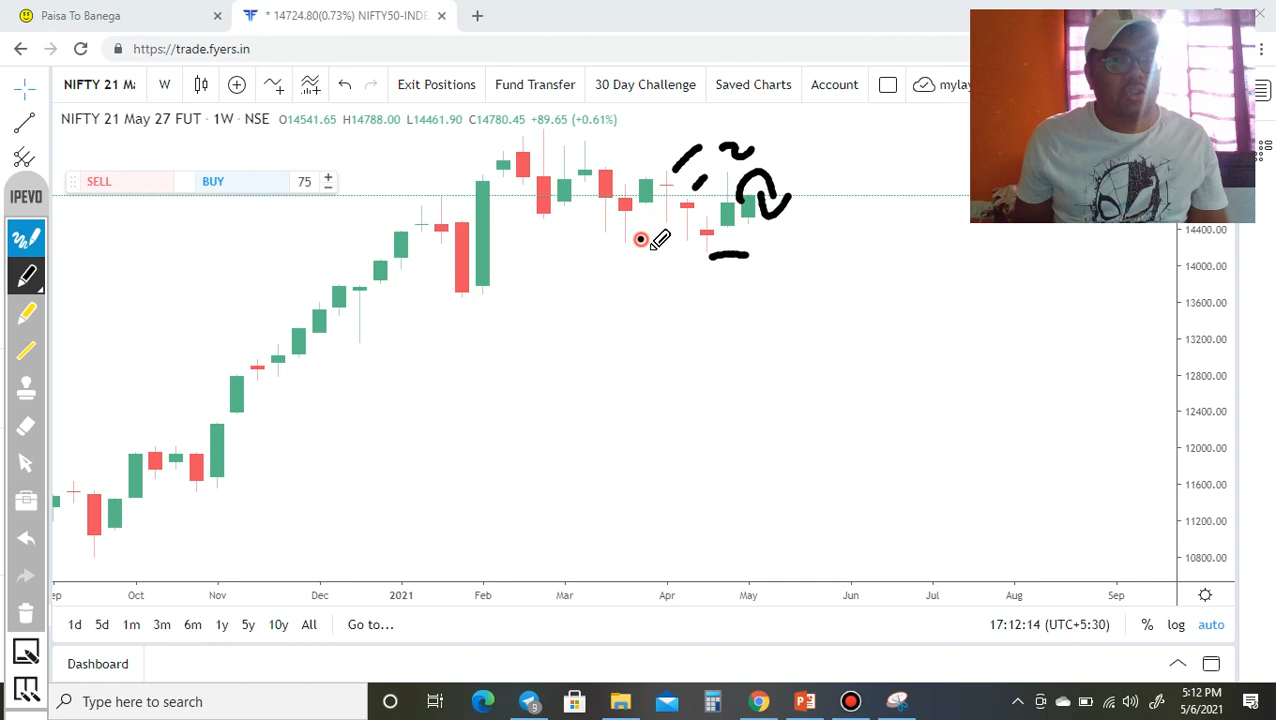 Paisa To Banega
* 14724.80(0.73%) NIFTY50-INDE
https://trade.fyers.in
NIFTY 21 M
W
Exit Positions
Fund Transfer
30 Day Challenge
Saved Charts
Account
mylay
NIFTY 21 May 27 FUT · 1W · NSE O14541.65 H14788.00 L14461.90 C14780.45 +89.65 (+0.61%)
SELL
BUY
75
IPEVO
14400.00
14000.00
13600.00
13200.00
12800.00
12400.00
12000.00
11600.00
11200.00
10800.00
ep Oct Nov Dec 2021 Feb Mar Apr May Jun Jul Aug Sep
1d 5d 1m 3m 6m 1y 5y 10y All Go to...
17:12:14 (UTC+5:30) % log auto
Dashboard
Type here to search
5:12 PM
5/6/2021